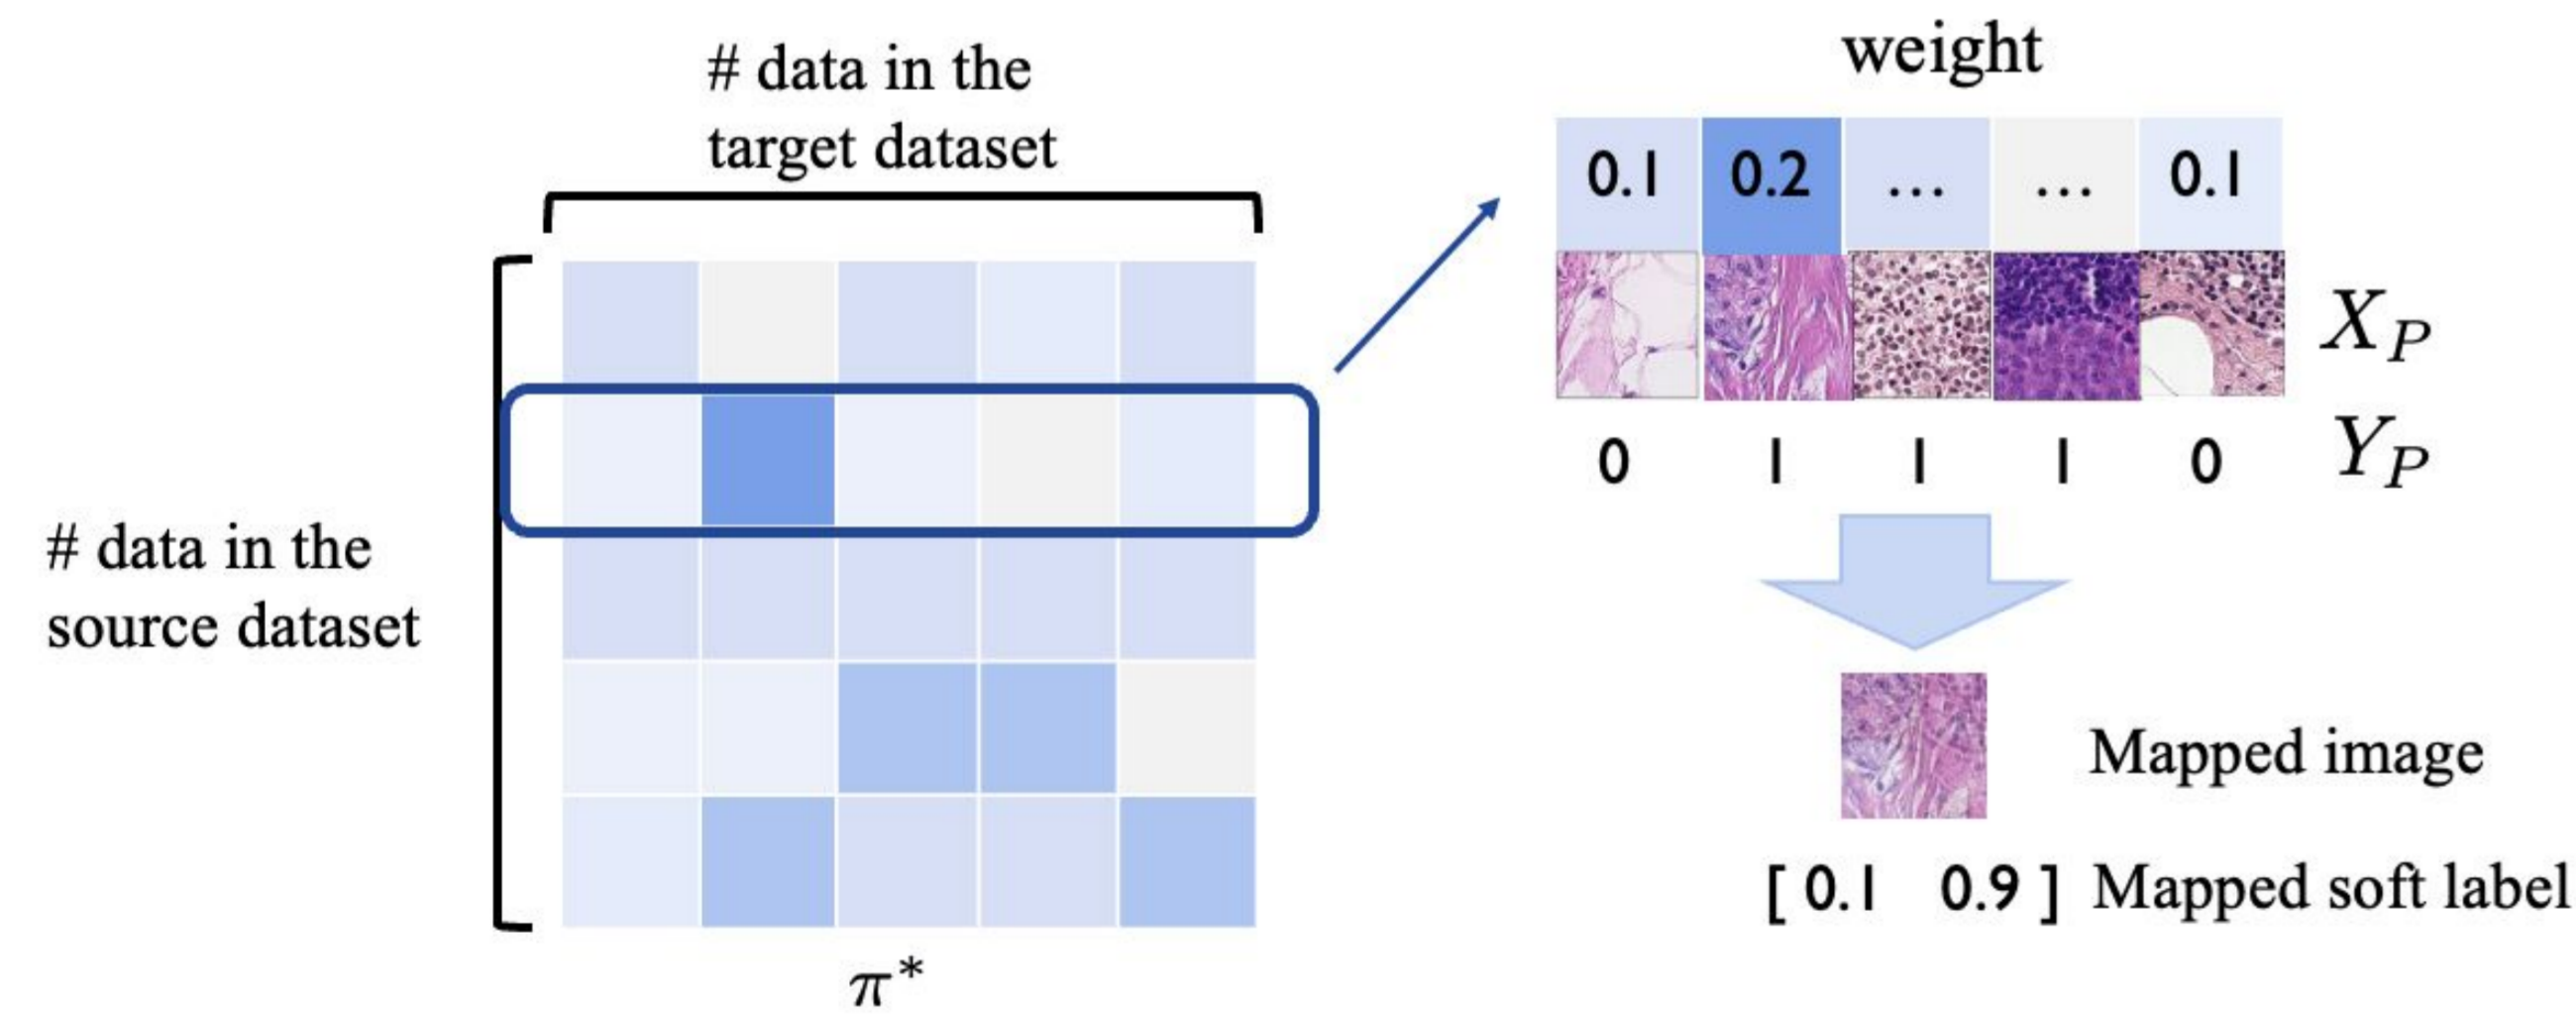 # data in the
target dataset
# data in the
source dataset
π*
weight
0.1 0.2 ... ... 0.1
X_P
0 1 1 1 0 Y_P
Mapped image
[ 0.1 0.9 ] Mapped soft label